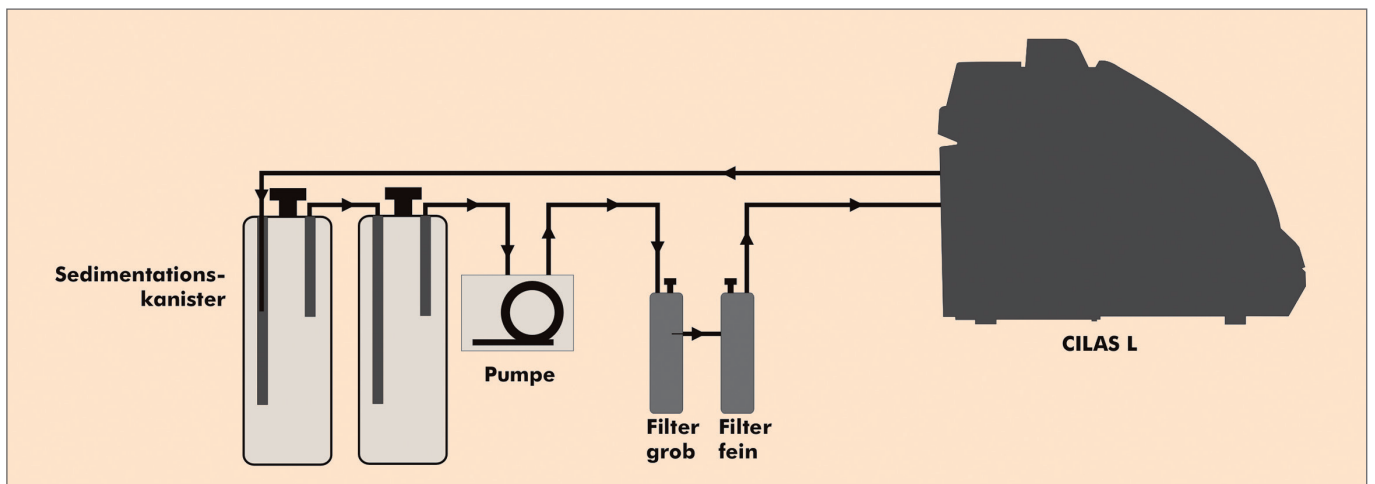 Sedimentations-
kanister
Pumpe
Filter
grob
Filter
fein
CILAS L